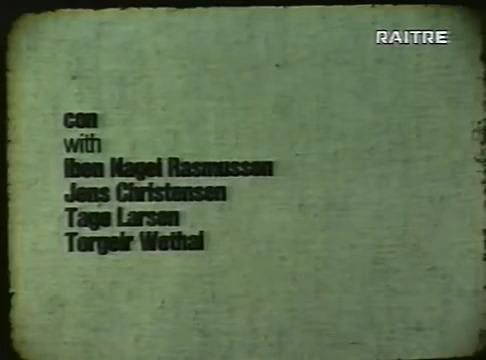 RAITRE
con
with
Iben Nagel Rasmussen
Jens Christensen
Tage Larsen
Torgeir Wethal